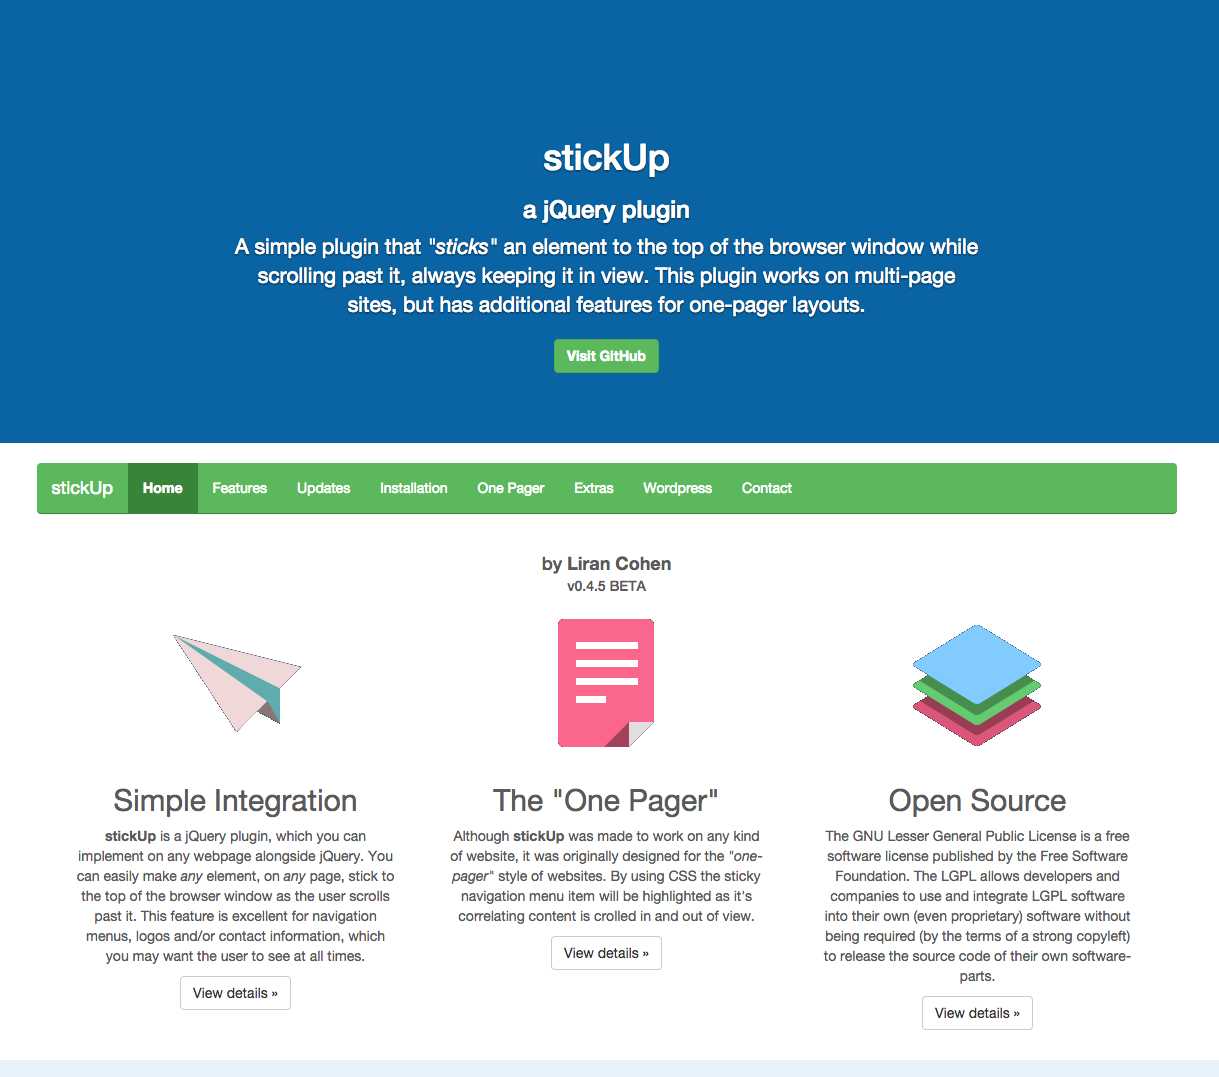 stickUp
a jQuery plugin
A simple plugin that "sticks" an element to the top of the browser window while
scrolling past it, always keeping it in view. This plugin works on multi-page
sites, but has additional features for one-pager layouts.
Visit GitHub
stickUp Home Features Updates Installation One Pager Extras Wordpress Contact
by Liran Cohen
v0.4.5 BETA
Simple Integration
stickUp is a jQuery plugin, which you can
implement on any webpage alongside jQuery. You
can easily make any element, on any page, stick to
the top of the browser window as the user scrolls
past it. This feature is excellent for navigation
menus, logos and/or contact information, which
you may want the user to see at all times.
View details »
The "One Pager"
Although stickUp was made to work on any kind
of website, it was originally designed for the "one-
pager" style of websites. By using CSS the sticky
navigation menu item will be highlighted as it's
correlating content is crolled in and out of view.
View details »
Open Source
The GNU Lesser General Public License is a free
software license published by the Free Software
Foundation. The LGPL allows developers and
companies to use and integrate LGPL software
into their own (even proprietary) software without
being required (by the terms of a strong copyleft)
to release the source code of their own software-
parts.
View details »